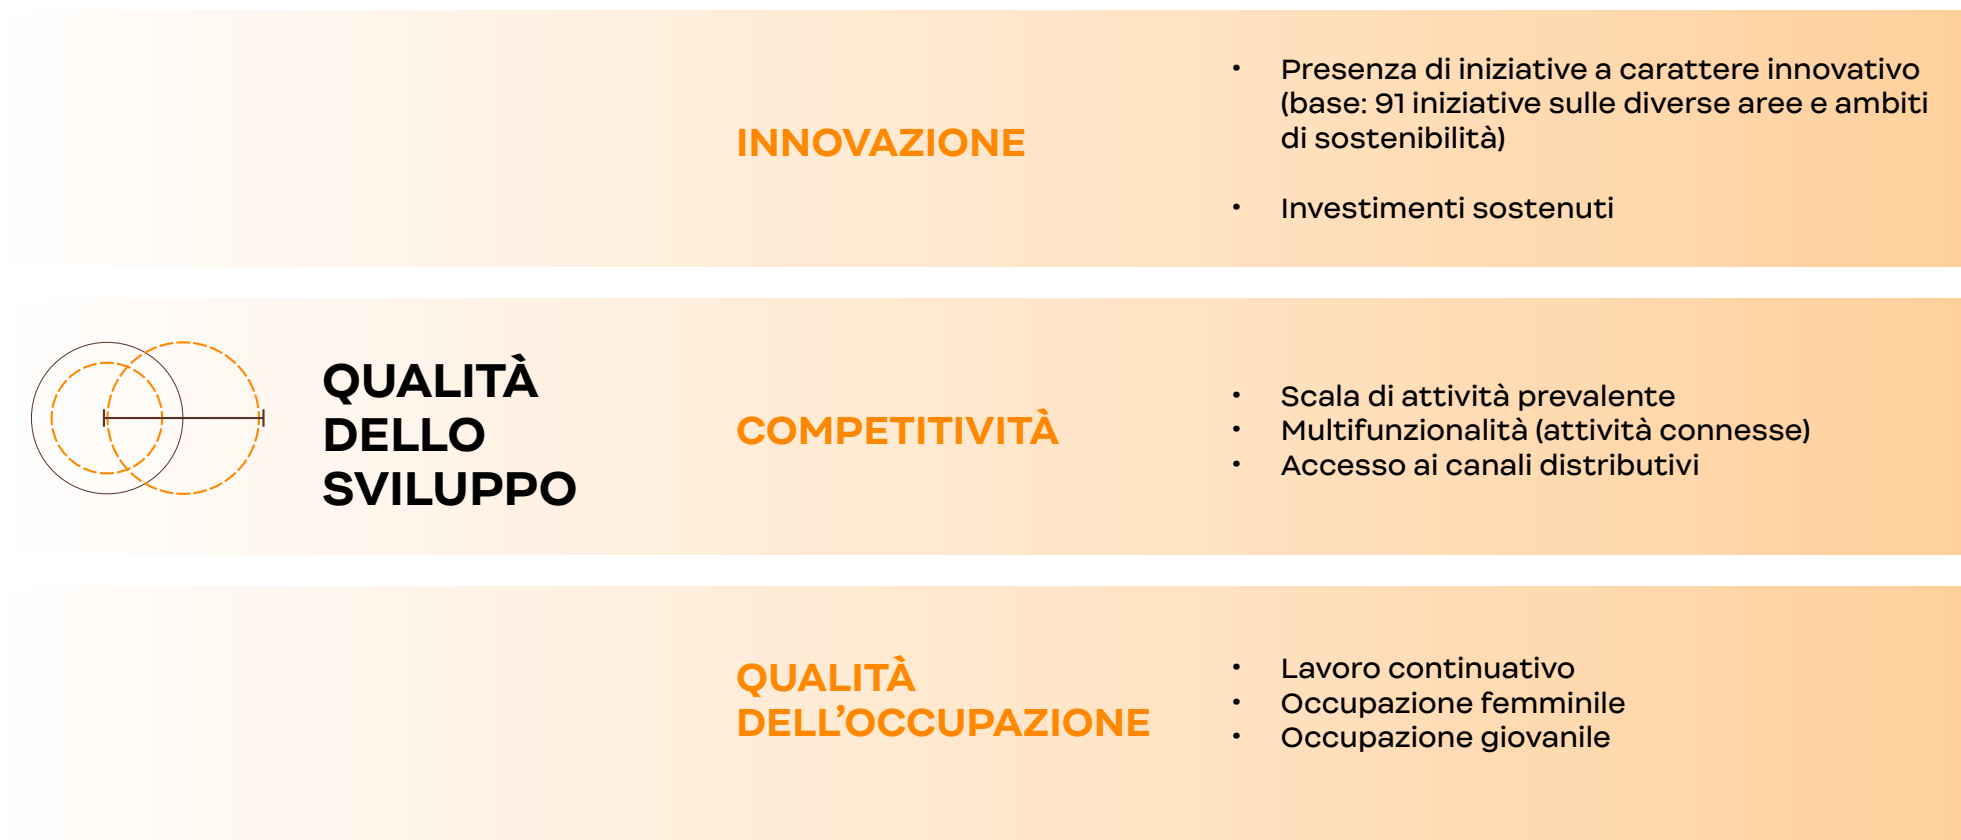 INNOVAZIONE
• Presenza di iniziative a carattere innovativo
(base: 91 iniziative sulle diverse aree e ambiti
di sostenibilità)
• Investimenti sostenuti
QUALITÀ
DELLO
SVILUPPO
COMPETITIVITÀ
• Scala di attività prevalente
• Multifunzionalità (attività connesse)
• Accesso ai canali distributivi
QUALITÀ
DELL’OCCUPAZIONE
• Lavoro continuativo
• Occupazione femminile
• Occupazione giovanile